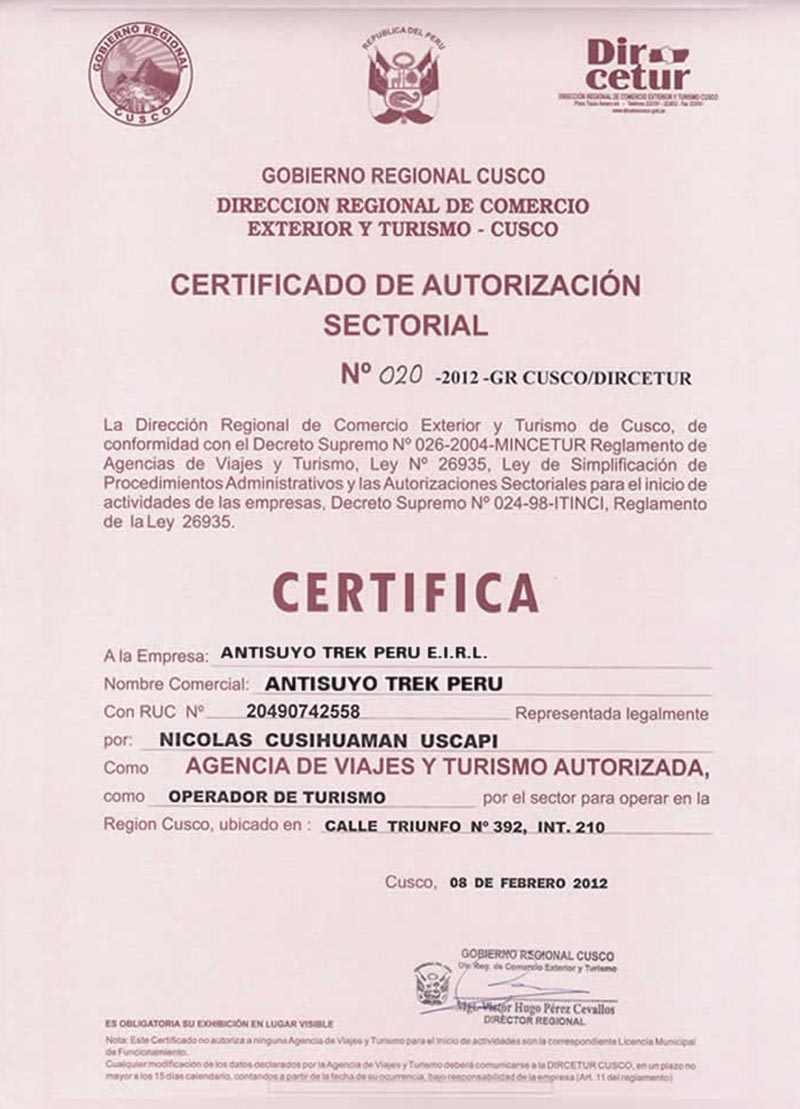 GOBIERNO REGIONAL
CUSCO
REPUBLICA DEL PERU
Dir
cetur
DIRECCIÓN REGIONAL DE COMERCIO EXTERIOR Y TURISMO CUSCO
GOBIERNO REGIONAL CUSCO
DIRECCION REGIONAL DE COMERCIO
EXTERIOR Y TURISMO - CUSCO
CERTIFICADO DE AUTORIZACIÓN
SECTORIAL
Nº 020 -2012 -GR CUSCO/DIRCETUR
La Dirección Regional de Comercio Exterior y Turismo de Cusco, de
conformidad con el Decreto Supremo Nº 026-2004-MINCETUR Reglamento de
Agencias de Viajes y Turismo, Ley Nº 26935, Ley de Simplificación de
Procedimientos Administrativos y las Autorizaciones Sectoriales para el inicio de
actividades de las empresas, Decreto Supremo Nº 024-98-ITINCI, Reglamento
de la Ley 26935.
CERTIFICA
A la Empresa: ANTISUYO TREK PERU E.I.R.L.
Nombre Comercial: ANTISUYO TREK PERU
Con RUC Nº 20490742558 Representada legalmente
por: NICOLAS CUSIHUAMAN USCAPI
Como AGENCIA DE VIAJES Y TURISMO AUTORIZADA,
como OPERADOR DE TURISMO por el sector para operar en la
Region Cusco, ubicado en : CALLE TRIUNFO Nº 392, INT. 210
Cusco, 08 DE FEBRERO 2012
GOBIERNO REGIONAL CUSCO
Dir. Reg. de Comercio Exterior y Turismo
Mgt. Victor Hugo Pérez Cevallos
DIRECTOR REGIONAL
ES OBLIGATORIA SU EXHIBICIÓN EN LUGAR VISIBLE
Nota: Este Certificado no autoriza a ninguna Agencia de Viajes y Turismo para el Inicio de actividades son la correspondiente Licencia Municipal
de Funcionamiento.
Cualquier modificación de los datos declarados por la Agencia de Viajes y Turismo deberá comunicarse a la DIRCETUR CUSCO, en un plazo no
mayor a los 15 días calendario, contandos a partir de la fecha de su ocurrencia, bajo responsabilidad de la empresa (Art. 11 del reglamento)